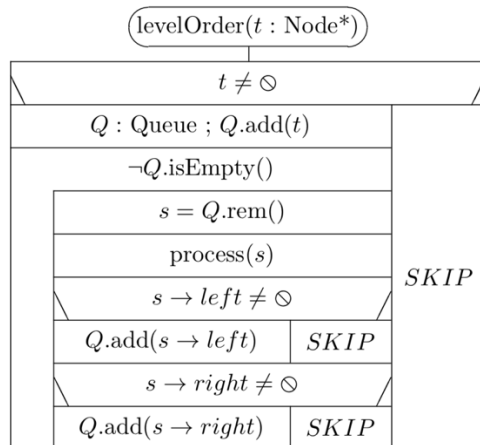 levelOrder(t : Node*)
t ≠ ⦸
Q : Queue ; Q.add(t)
¬Q.isEmpty()
s = Q.rem()
process(s)
SKIP
s → left ≠ ⦸
Q.add(s → left) SKIP
s → right ≠ ⦸
Q.add(s → right) SKIP